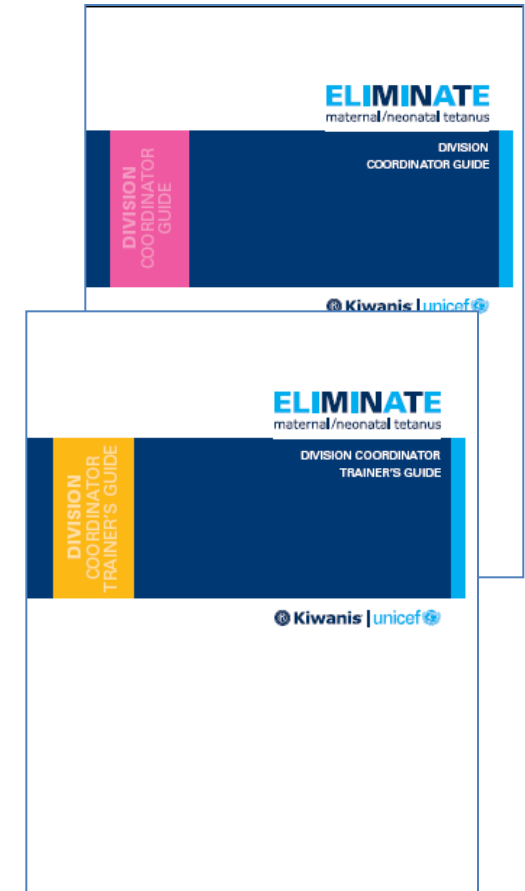 ELIMINATE
maternal/neonatal tetanus
DIVISION
COORDINATOR GUIDE
DIVISION
COORDINATOR
GUIDE
Kiwanis | unicef
ELIMINATE
maternal/neonatal tetanus
DIVISION COORDINATOR
TRAINER'S GUIDE
DIVISION
COORDINATOR
TRAINER'S GUIDE
Kiwanis | unicef